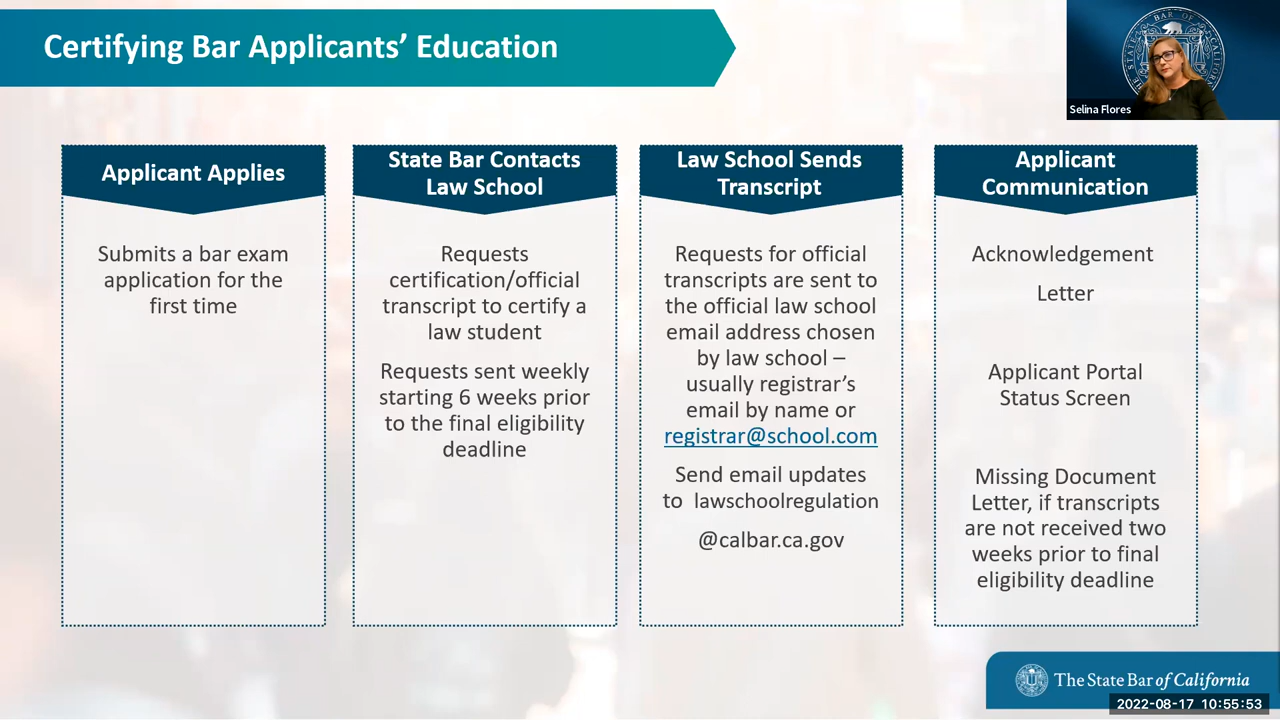 Certifying Bar Applicants’ Education
THE STATE BAR OF CALIFORNIA
Selina Flores
Applicant Applies
Submits a bar exam
application for the
first time
State Bar Contacts
Law School
Requests
certification/official
transcript to certify a
law student
Requests sent weekly
starting 6 weeks prior
to the final eligibility
deadline
Law School Sends
Transcript
Requests for official
transcripts are sent to
the official law school
email address chosen
by law school –
usually registrar’s
email by name or
registrar@school.com
Send email updates
to lawschoolregulation
@calbar.ca.gov
Applicant
Communication
Acknowledgement
Letter
Applicant Portal
Status Screen
Missing Document
Letter, if transcripts
are not received two
weeks prior to final
eligibility deadline
The State Bar of California
2022-08-17 10:55:53